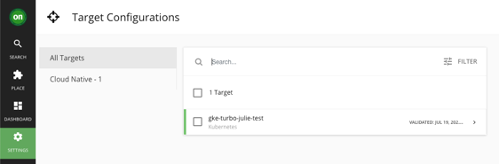 on
Target Configurations
SEARCH
PLACE
DASHBOARD
SETTINGS
All Targets
Cloud Native - 1
Search...
FILTER
1 Target
gke-turbo-julie-test
Kubernetes
VALIDATED: JUL 19, 202,...